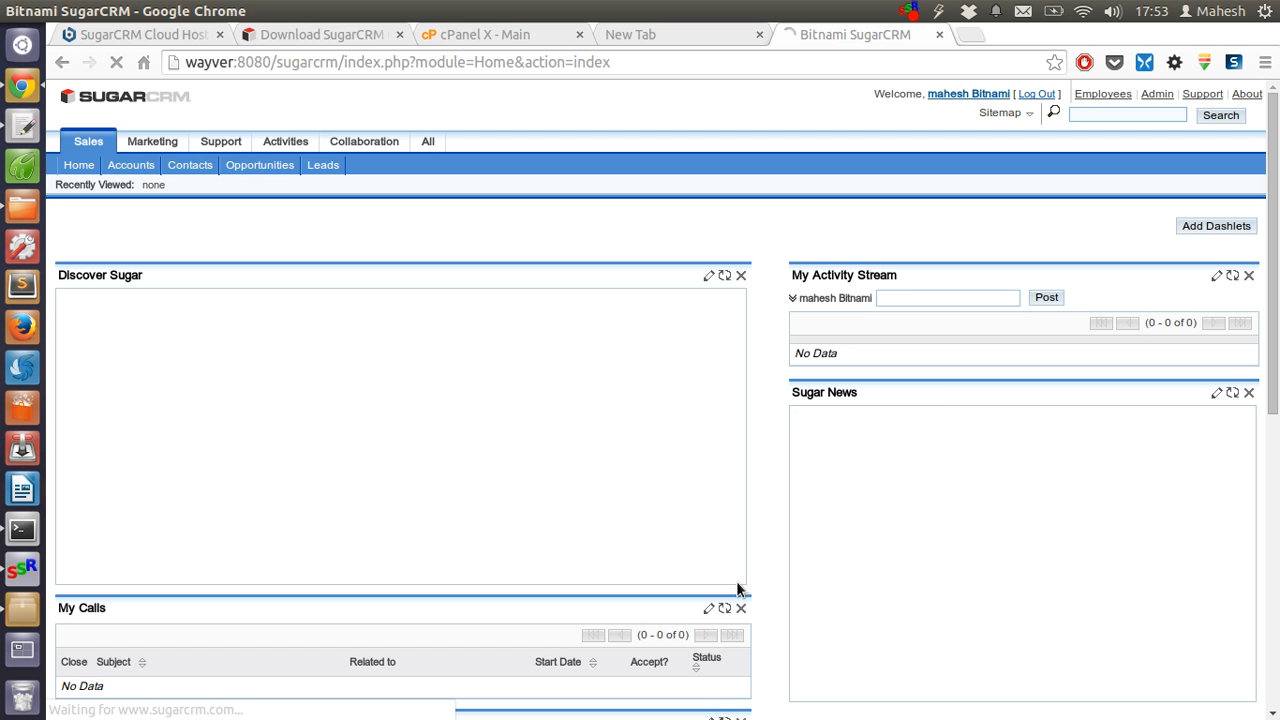 Bitnami SugarCRM - Google Chrome
17:53
Mahesh
SugarCRM Cloud Host
Download SugarCRM
cP cPanel X - Main
New Tab
Bitnami SugarCRM
wayver:8080/sugarcrm/index.php?module=Home&action=index
SUGARCRM
Welcome, mahesh Bitnami [ Log Out ] Employees Admin Support About
Sitemap
Search
Sales Marketing Support Activities Collaboration All
Home Accounts Contacts Opportunities Leads
Recently Viewed: none
Add Dashlets
Discover Sugar
My Activity Stream
mahesh Bitnami
Post
(0 - 0 of 0)
No Data
Sugar News
My Calls
(0 - 0 of 0)
Close Subject Related to Start Date Accept? Status
No Data
Waiting for www.sugarcrm.com...
SSR